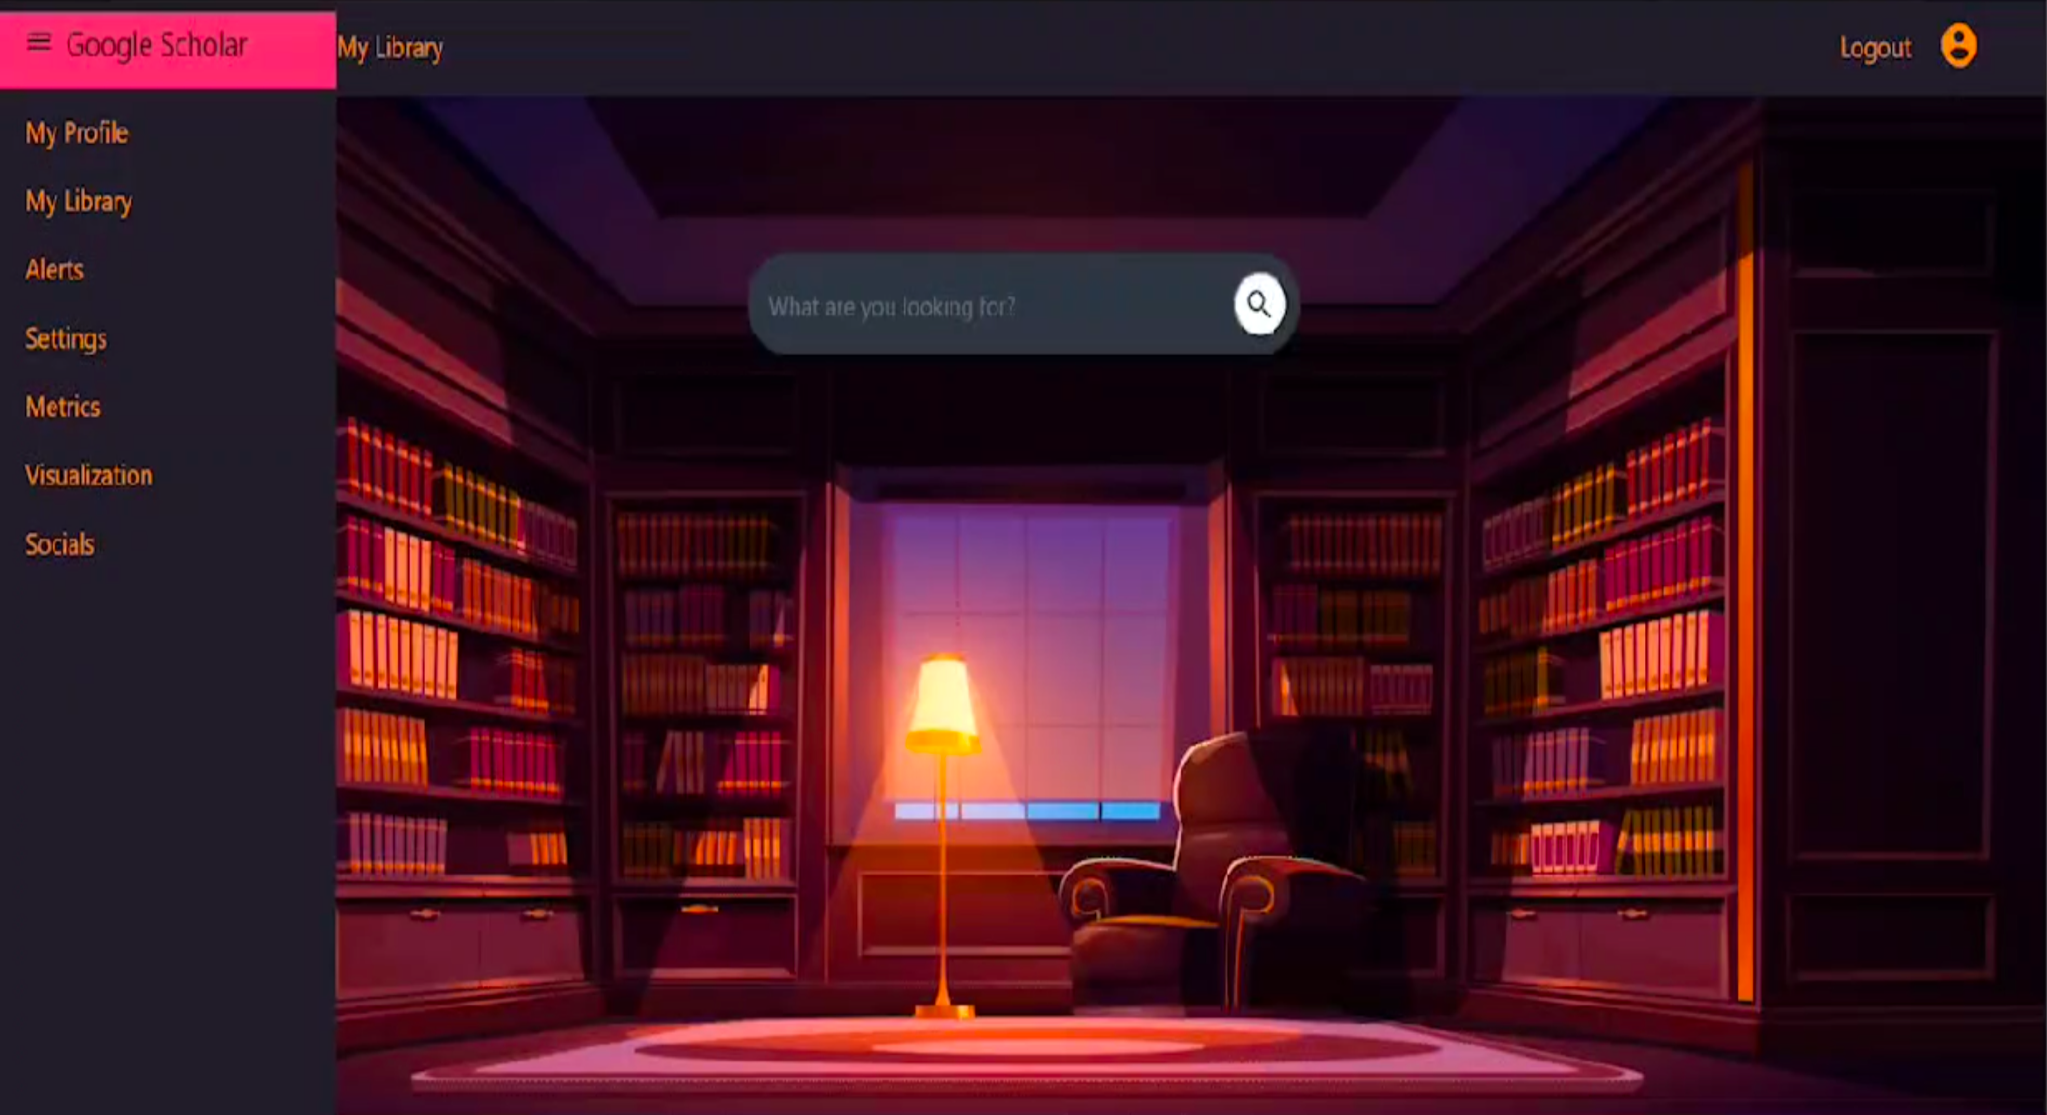 Google Scholar
My Library
Logout
My Profile
My Library
Alerts
Settings
Metrics
Visualization
Socials
What are you looking for?